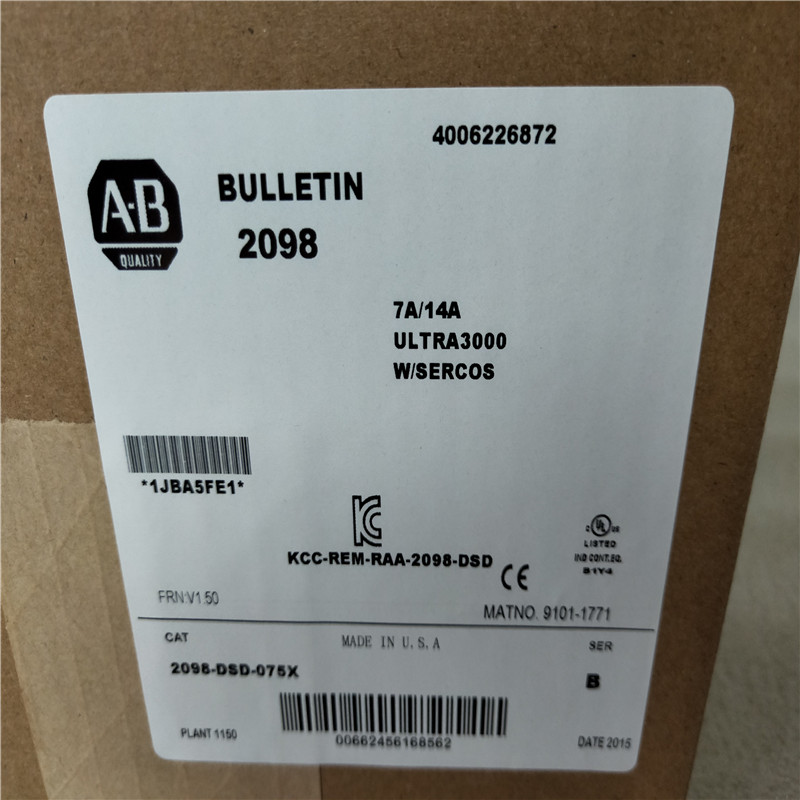 4006226872
A-B
QUALITY
BULLETIN
2098
7A/14A
ULTRA3000
W/SERCOS
*1JBA5FE1*
KCC-REM-RAA-2098-DSD
LISTED
IND CONT.EQ.
FRN:V1.50
MATNO. 9101-1771
CAT
MADE IN U.S.A
SER
2098-DSD-075X
B
PLANT 1150
00662456168562
DATE 2015